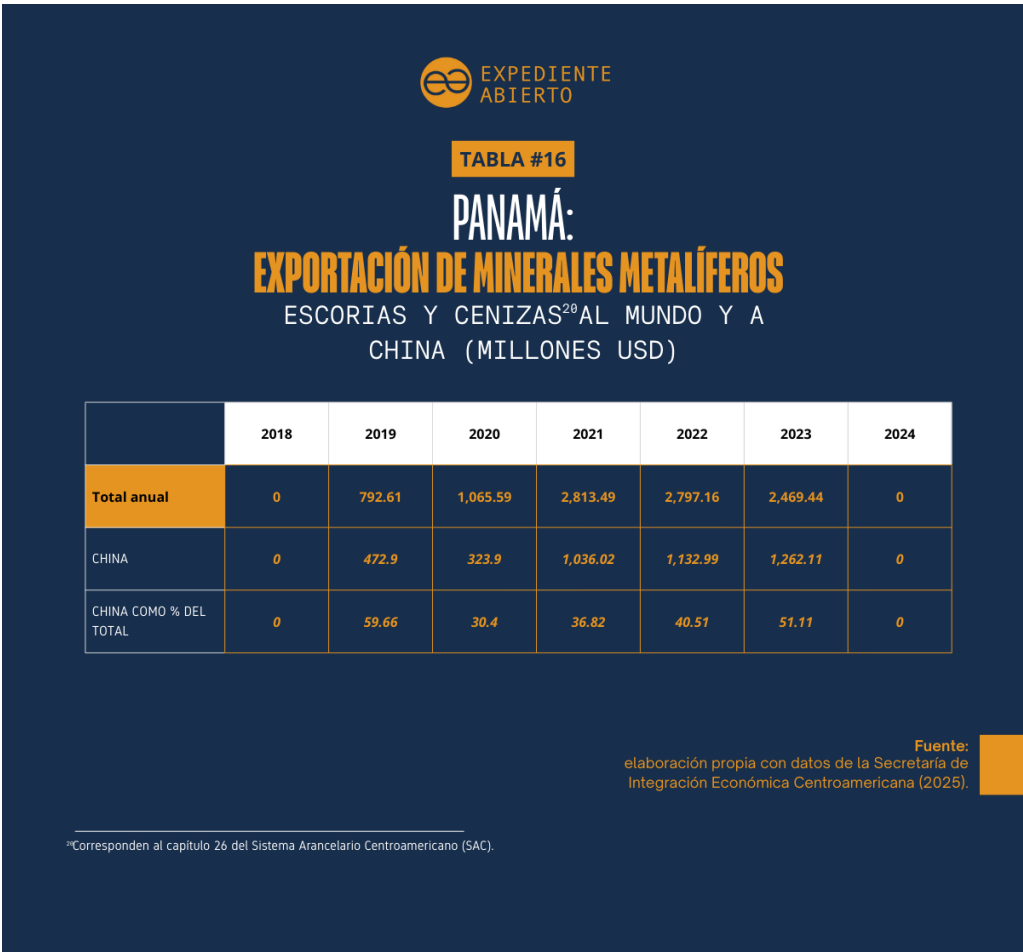 EXPEDIENTE
ABIERTO
TABLA #16
PANAMÁ:
EXPORTACIÓN DE MINERALES METALÍFEROS
ESCORIAS Y CENIZAS²⁰AL MUNDO Y A
CHINA (MILLONES USD)
2018 2019 2020 2021 2022 2023 2024
Total anual 0 792.61 1,065.59 2,813.49 2,797.16 2,469.44 0
CHINA 0 472.9 323.9 1,036.02 1,132.99 1,262.11 0
CHINA COMO % DEL
TOTAL 0 59.66 30.4 36.82 40.51 51.11 0
Fuente:
elaboración propia con datos de la Secretaría de
Integración Económica Centroamericana (2025).
²⁰Corresponden al capítulo 26 del Sistema Arancelario Centroamericano (SAC).